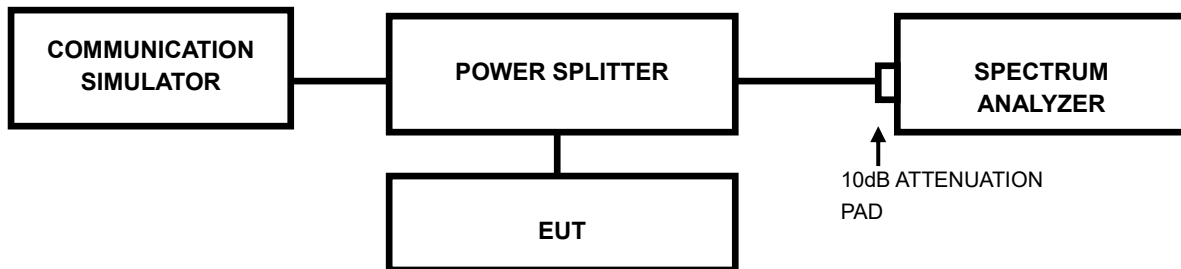 COMMUNICATION
SIMULATOR
POWER SPLITTER
SPECTRUM
ANALYZER
10dB ATTENUATION
PAD
EUT